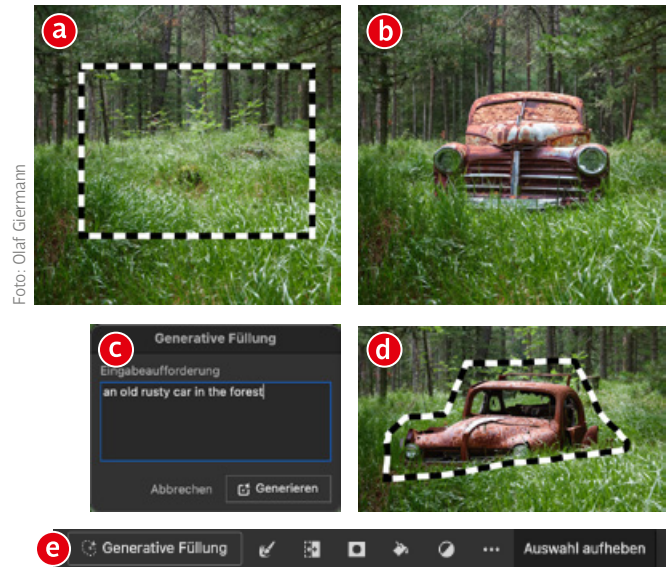 a
b
Foto: Olaf Giermann
c
Generative Füllung
Eingabeaufforderung
an old rusty car in the forest
Abbrechen
Generieren
d
e
Generative Füllung
Auswahl aufheben